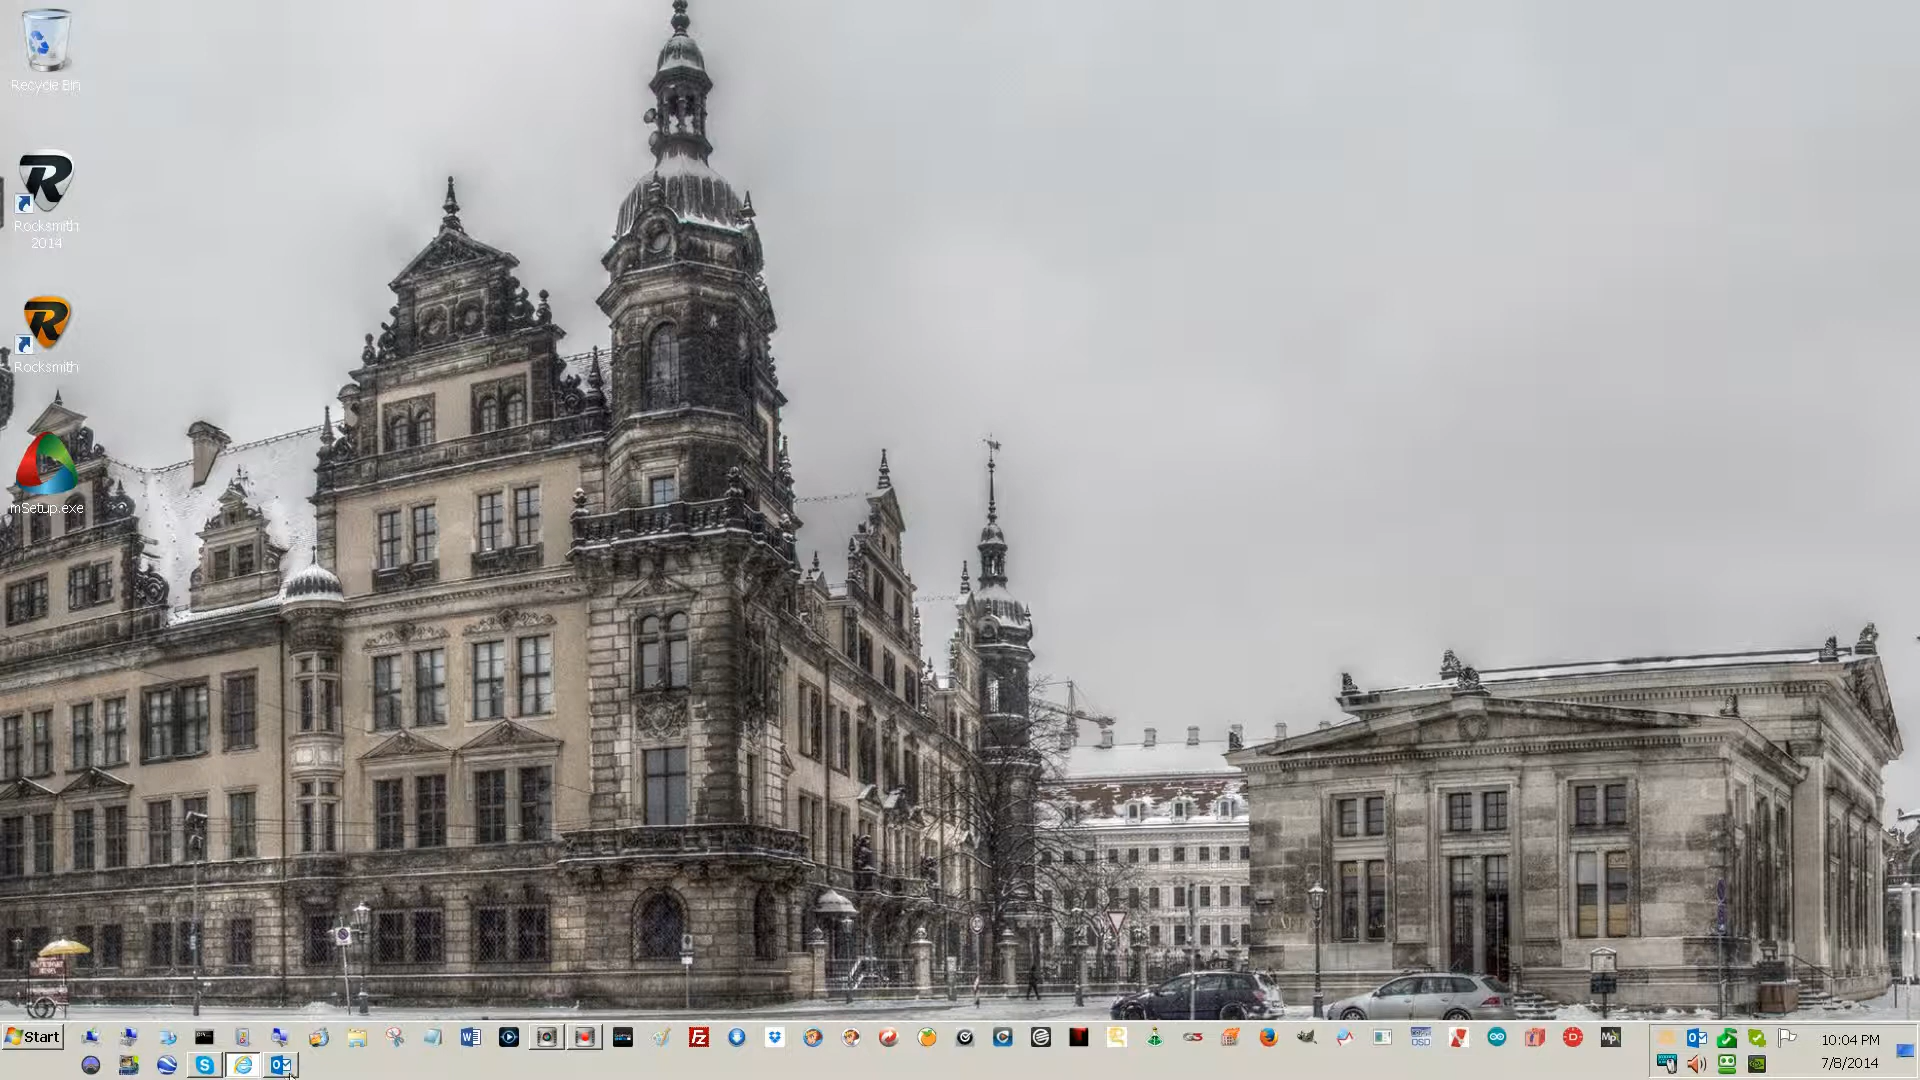 Recycle Bin
Rocksmith
2014
Rocksmith
mSetup.exe
Start
10:04 PM
7/8/2014